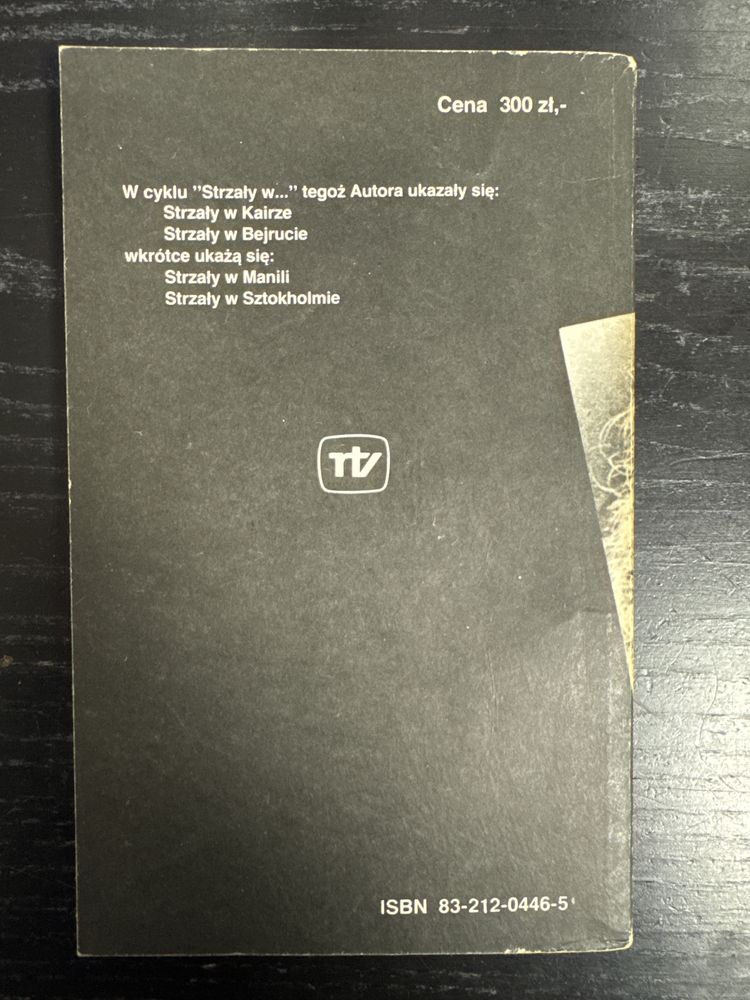 Cena 300 zł,-
W cyklu ”Strzały w...” tegoż Autora ukazały się:
Strzały w Kairze
Strzały w Bejrucie
wkrótce ukażą się:
Strzały w Manili
Strzały w Sztokholmie
rtv
ISBN 83-212-0446-5